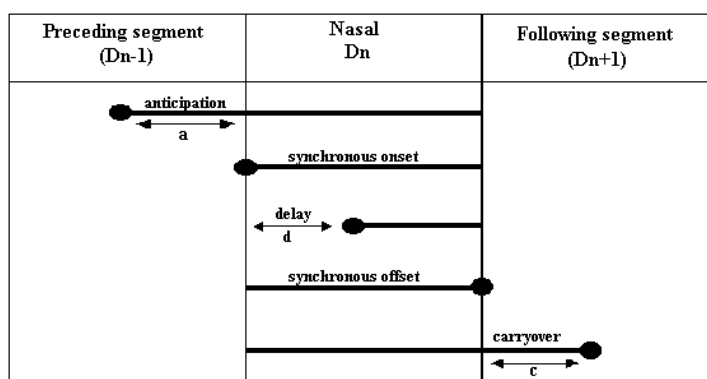 Preceding segment
(Dn-1)
Nasal
Dn
Following segment
(Dn+1)
anticipation
a
synchronous onset
delay
d
synchronous offset
carryover
c